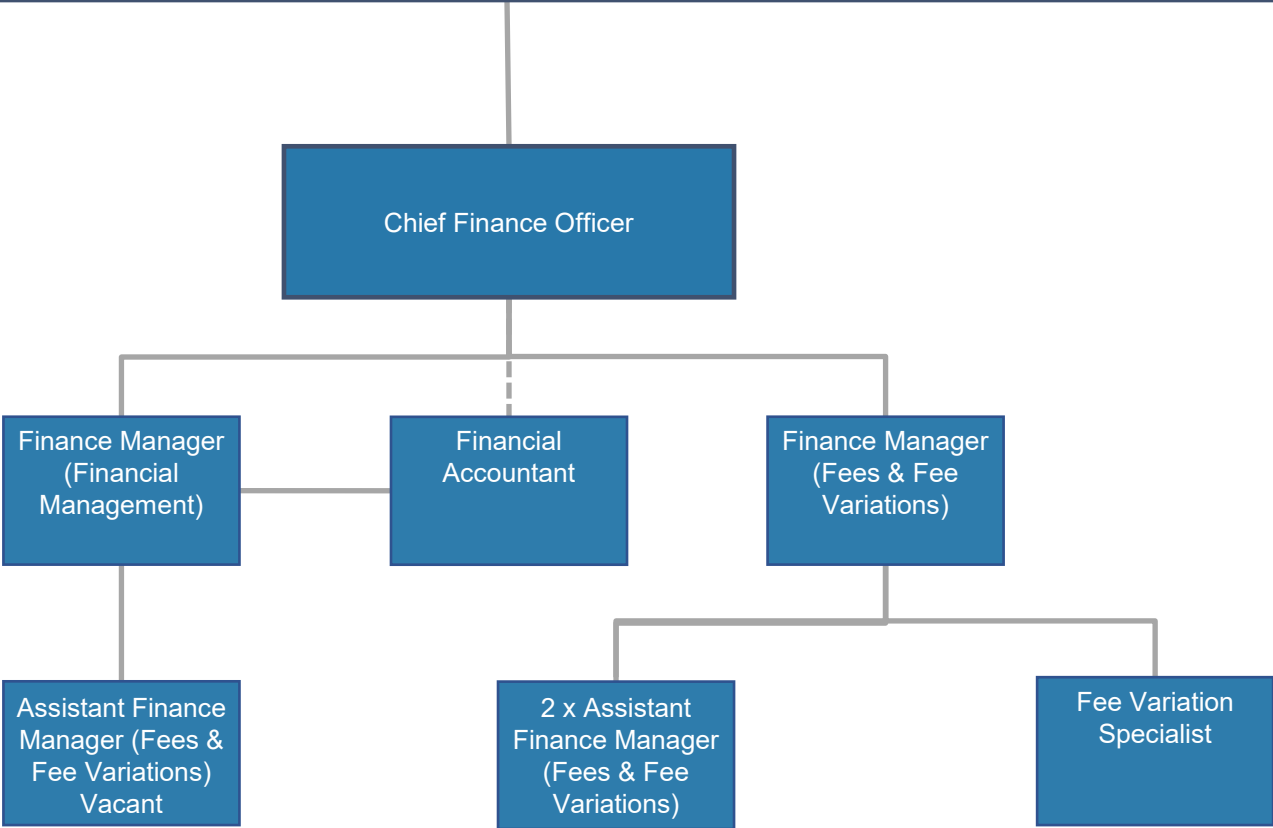 Chief Finance Officer
Finance Manager
(Financial
Management)
Financial
Accountant
Finance Manager
(Fees & Fee
Variations)
Assistant Finance
Manager (Fees &
Fee Variations)
Vacant
2 x Assistant
Finance Manager
(Fees & Fee
Variations)
Fee Variation
Specialist